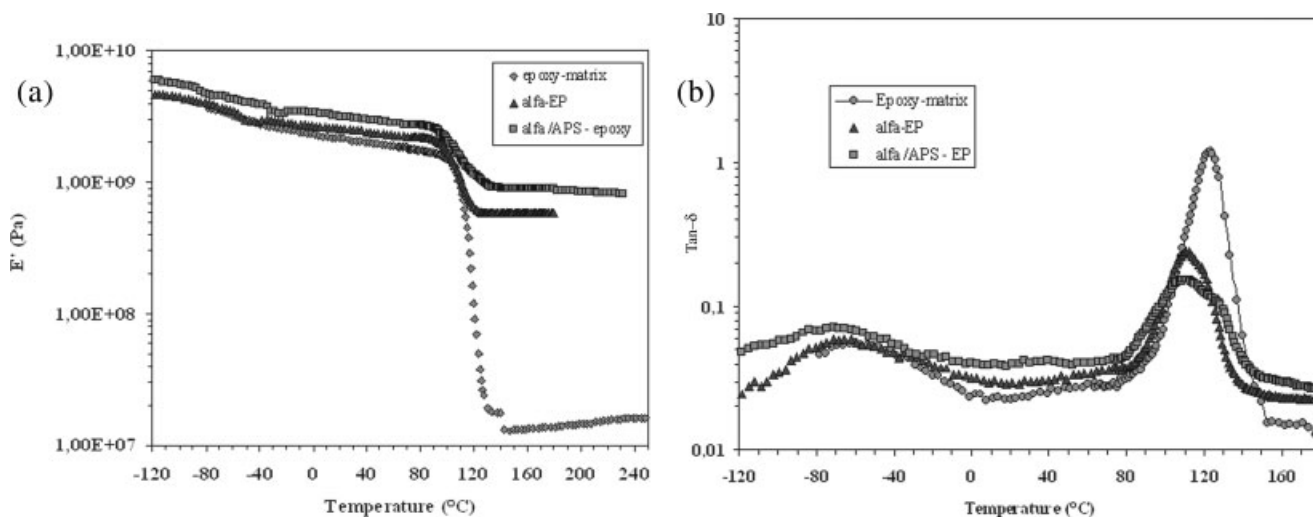 (a)
1,00E+10
1,00E+09
1,00E+08
1,00E+07
E' (Pa)
-120 -80 -40 0 40 80 120 160 200 240
Temperature (°C)
epoxy-matrix
alfa-EP
alfa/APS - epoxy
(b)
10
1
0.1
0.01
Tan-δ
-120 -80 -40 0 40 80 120 160
Temperature (°C)
Epoxy-matrix
alfa-EP
alfa/APS - EP